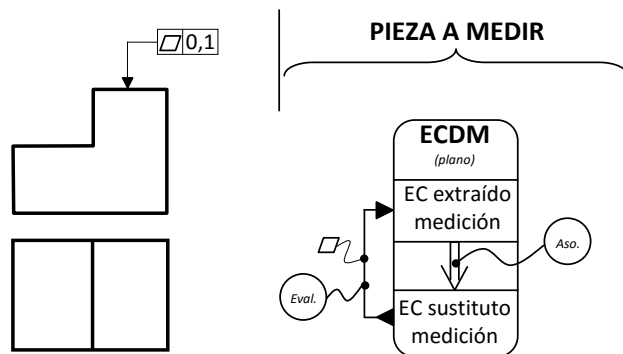 0,1
PIEZA A MEDIR
ECDM
(plano)
EC extraído
medición
Aso.
Eval.
EC sustituto
medición